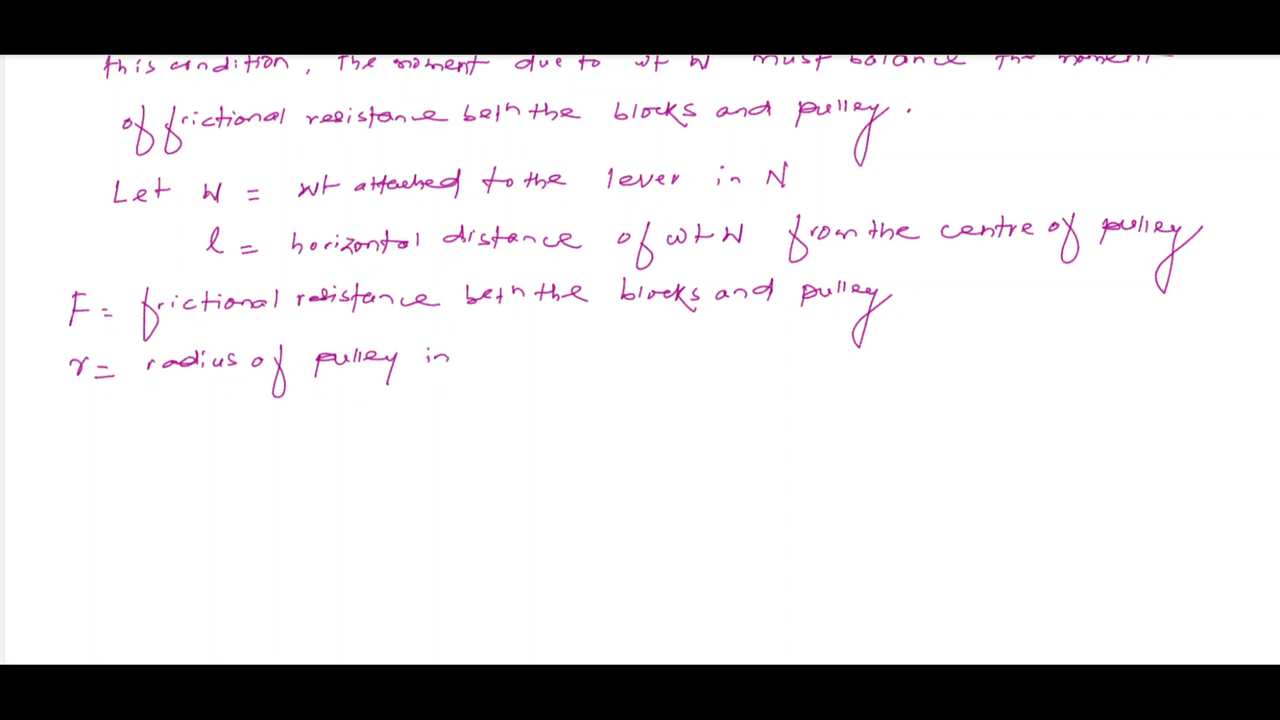 this condition, The moment due to wt W must balance the moment
of frictional resistance betn the blocks and pulley.
Let W = wt attached to the lever in N
l = horizontal distance of wt W from the centre of pulley
F = frictional resistance betn the blocks and pulley
r = radius of pulley in